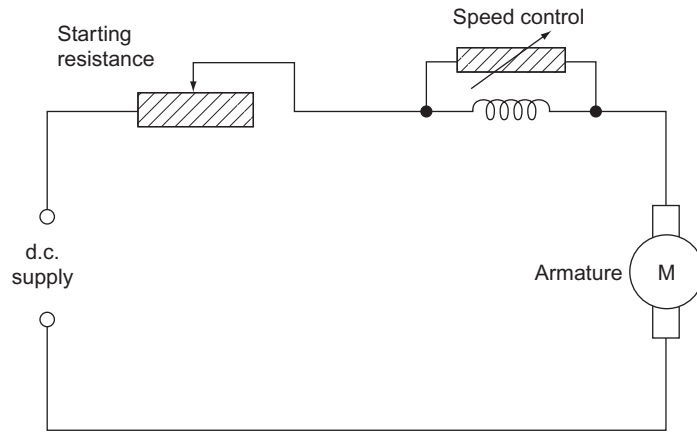 Speed control
Starting
resistance
d.c.
supply
Armature
M